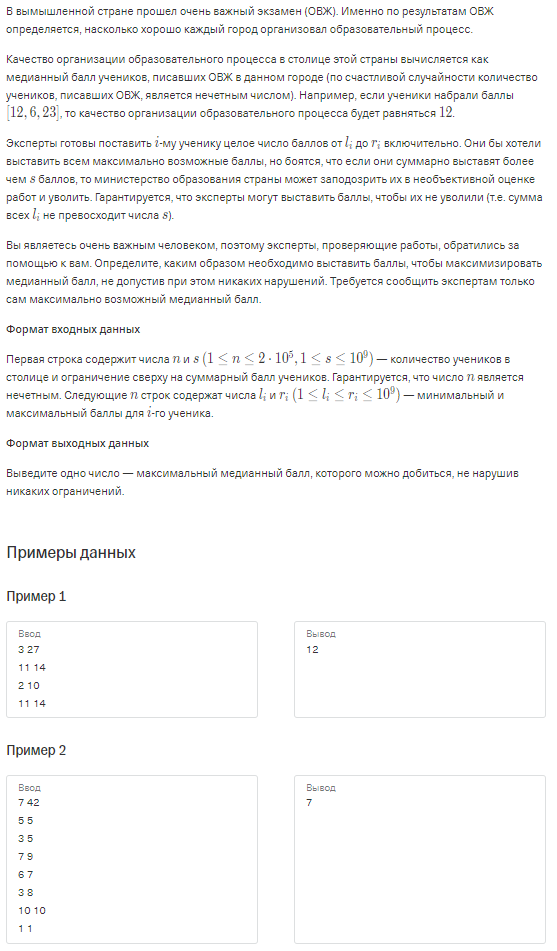 В вымышленной стране прошел очень важный экзамен (ОВЖ). Именно по результатам ОВЖ
определяется, насколько хорошо каждый город организовал образовательный процесс.
Качество организации образовательного процесса в столице этой страны вычисляется как
медианный балл учеников, писавших ОВЖ в данном городе (по счастливой случайности количество
учеников, писавших ОВЖ, является нечетным числом). Например, если ученики набрали баллы
[12, 6, 23], то качество организации образовательного процесса будет равняться 12.
Эксперты готовы поставить i-му ученику целое число баллов от l_i до r_i включительно. Они бы хотели
выставить всем максимально возможные баллы, но боятся, что если они суммарно выставят более
чем s баллов, то министерство образования страны может заподозрить их в необъективной оценке
работ и уволить. Гарантируется, что эксперты могут выставить баллы, чтобы их не уволили (т.е. сумма
всех l_i не превосходит числа s).
Вы являетесь очень важным человеком, поэтому эксперты, проверяющие работы, обратились за
помощью к вам. Определите, каким образом необходимо выставить баллы, чтобы максимизировать
медианный балл, не допустив при этом никаких нарушений. Требуется сообщить экспертам только
сам максимально возможный медианный балл.
Формат входных данных
Первая строка содержит числа n и s (1 ≤ n ≤ 2 · 10^5, 1 ≤ s ≤ 10^9) — количество учеников в
столице и ограничение сверху на суммарный балл учеников. Гарантируется, что число n является
нечетным. Следующие n строк содержат числа l_i и r_i (1 ≤ l_i ≤ r_i ≤ 10^9) — минимальный и
максимальный баллы для i-го ученика.
Формат выходных данных
Выведите одно число — максимальный медианный балл, которого можно добиться, не нарушив
никаких ограничений.
Примеры данных
Пример 1
Ввод
3 27
11 14
2 10
11 14
Вывод
12
Пример 2
Ввод
7 42
5 5
3 5
7 9
6 7
3 8
10 10
1 1
Вывод
7